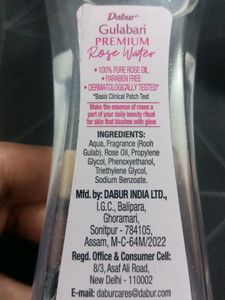 Dabur
Gulabari
PREMIUM
Rose Water
• 100% PURE ROSE OIL
• PARABEN FREE
• DERMATOLOGICALLY TESTED*
*Basis Clinical Patch Test
Make the essence of roses a
part of your daily beauty ritual
for skin that blushes with glow
INGREDIENTS:
Aqua, Fragrance (Rooh
Gulab), Rose Oil, Propylene
Glycol, Phenoxyethanol,
Triethylene Glycol,
Sodium Benzoate.
Mfd. by: DABUR INDIA LTD.,
I.G.C., Balipara,
Ghoramari,
Sonitpur - 784105,
Assam, M-C-64M/2022
Regd. Office & Consumer Cell:
8/3, Asaf Ali Road,
New Delhi - 110002
E-mail: daburcares@dabur.com